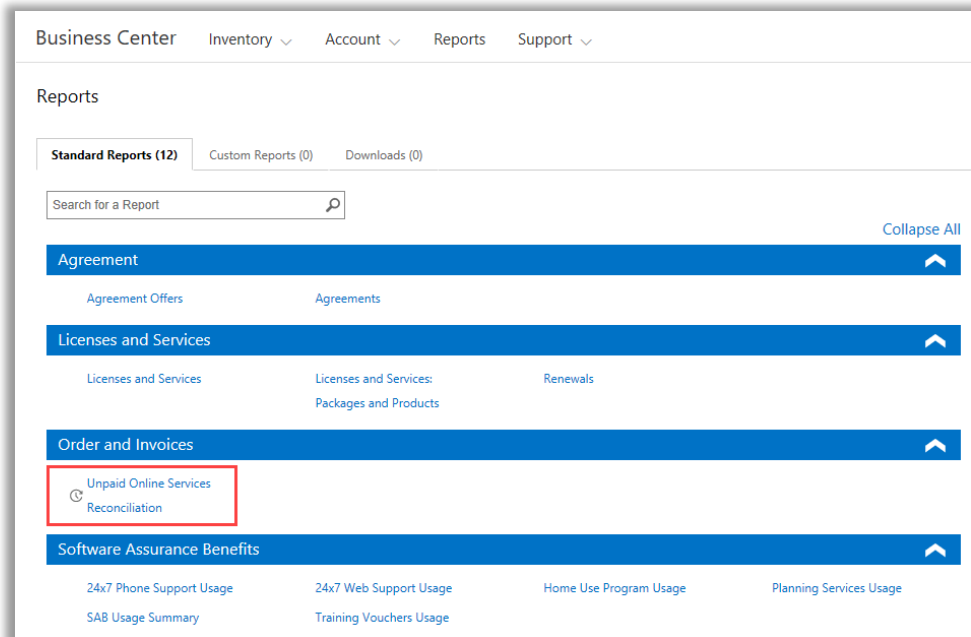 Business Center Inventory Account Reports Support
Reports
Standard Reports (12) Custom Reports (0) Downloads (0)
Search for a Report
Collapse All
Agreement
Agreement Offers Agreements
Licenses and Services
Licenses and Services Licenses and Services: Renewals
Packages and Products
Order and Invoices
Unpaid Online Services
Reconciliation
Software Assurance Benefits
24x7 Phone Support Usage 24x7 Web Support Usage Home Use Program Usage Planning Services Usage
SAB Usage Summary Training Vouchers Usage